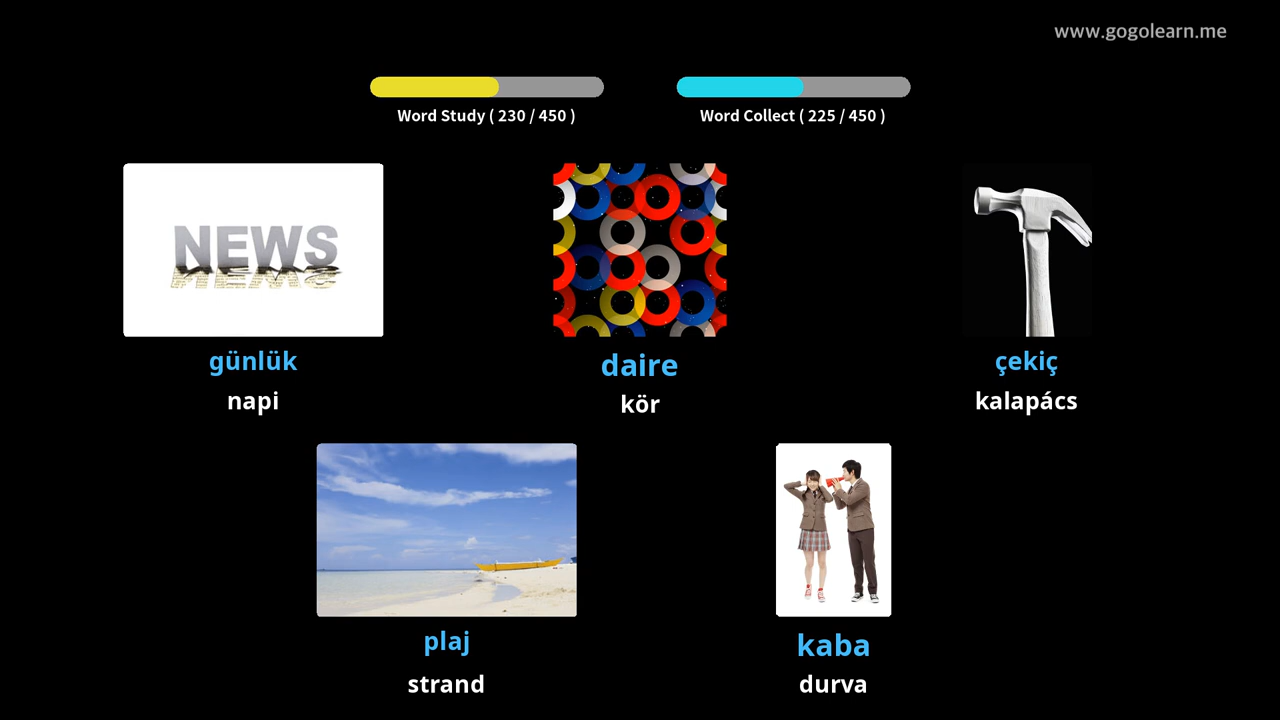 www.gogolearn.me
Word Study ( 230 / 450 )
Word Collect ( 225 / 450 )
NEWS
günlük
napi
daire
kör
çekiç
kalapács
plaj
strand
kaba
durva